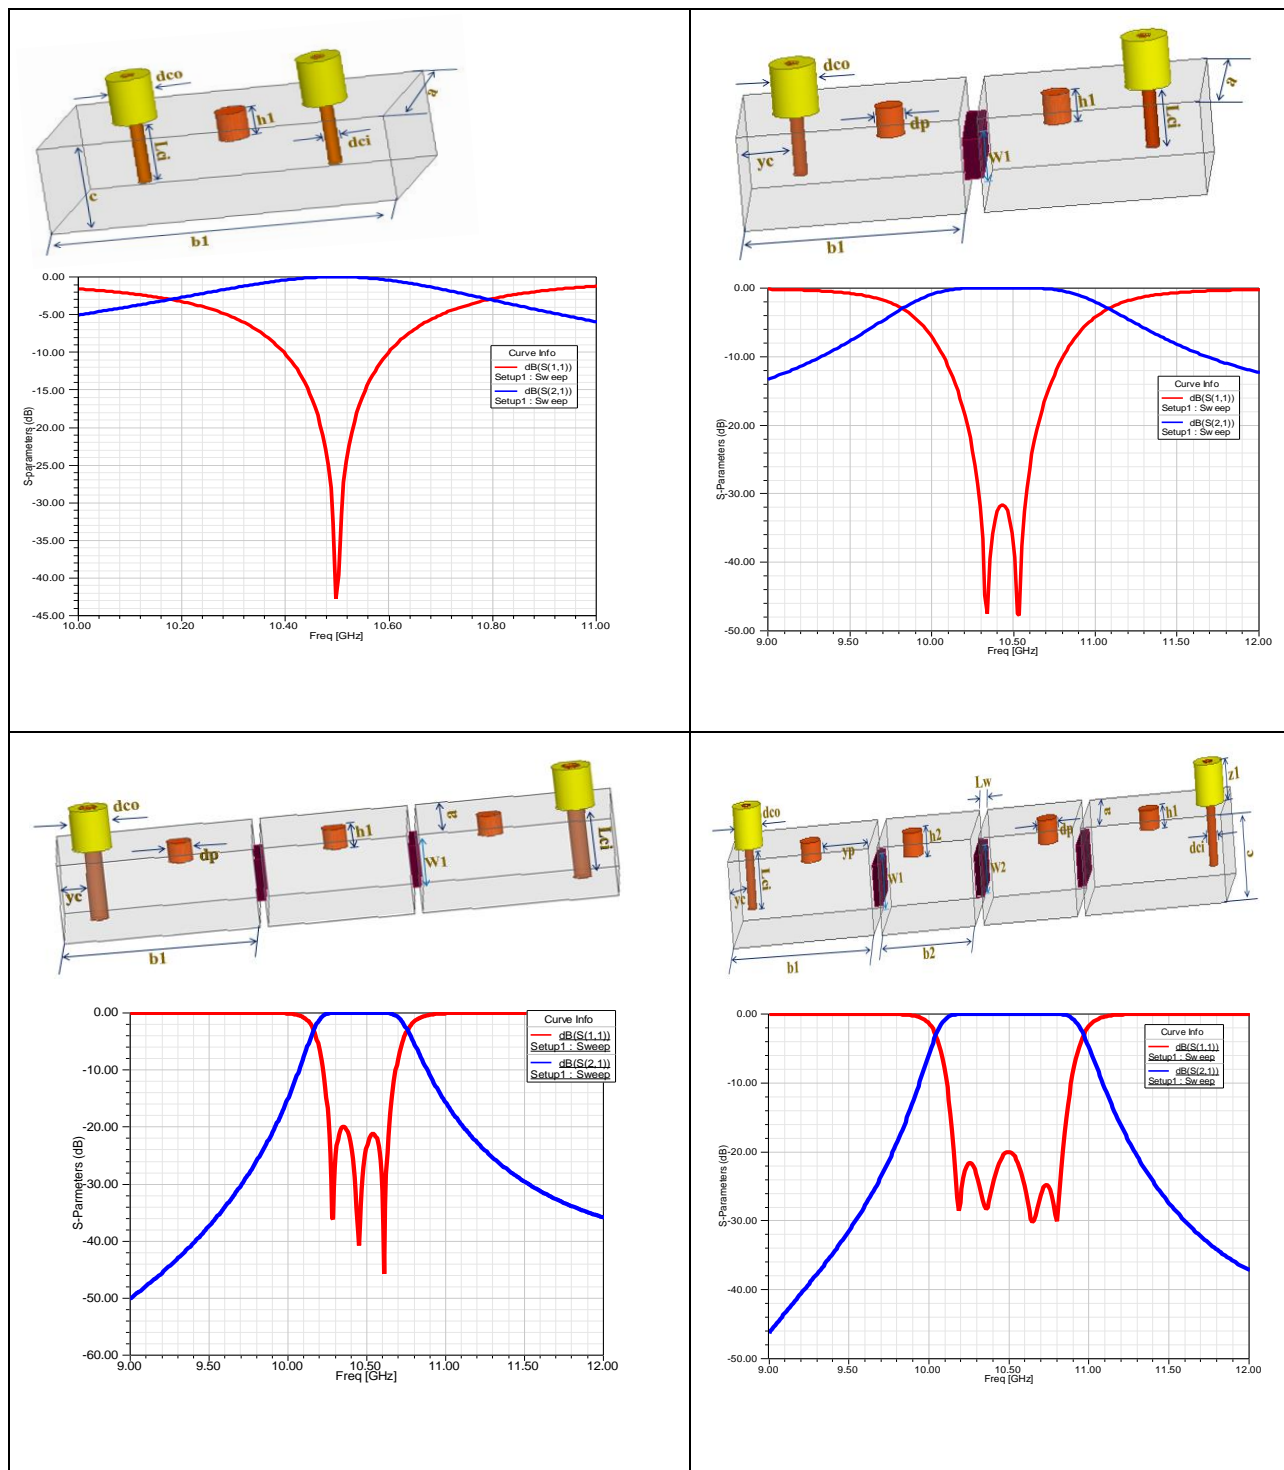 dco
a
h1
dci
Lci
c
b1
0.00
-5.00
-10.00
-15.00
-20.00
-25.00
-30.00
-35.00
-40.00
-45.00
S-parameters (dB)
Curve Info
dB(S(1,1))
Setup1 : Sweep
dB(S(2,1))
Setup1 : Sweep
10.00 10.20 10.40 10.60 10.80 11.00
Freq [GHz]
dco
a
h1
dp
Lci
W1
yc
b1
0.00
-10.00
-20.00
-30.00
-40.00
-50.00
S-Parameters (dB)
Curve Info
dB(S(1,1))
Setup1 : Sweep
dB(S(2,1))
Setup1 : Sweep
9.00 9.50 10.00 10.50 11.00 11.50 12.00
Freq [GHz]
dco
a
h1
dp
Lci
W1
yc
b1
0.00
-10.00
-20.00
-30.00
-40.00
-50.00
-60.00
S-Parmeters (dB)
Curve Info
dB(S(1,1))
Setup1 : Sweep
dB(S(2,1))
Setup1 : Sweep
9.00 9.50 10.00 10.50 11.00 11.50 12.00
Freq [GHz]
Lw
z1
dco
a
h1
h2
dp
yp
dci
c
Lci
W1
W2
yc
b2
b1
0.00
-10.00
-20.00
-30.00
-40.00
-50.00
S-Parameters (dB)
Curve Info
dB(S(1,1))
Setup1 : Sweep
dB(S(2,1))
Setup1 : Sweep
9.00 9.50 10.00 10.50 11.00 11.50 12.00
Freq [GHz]